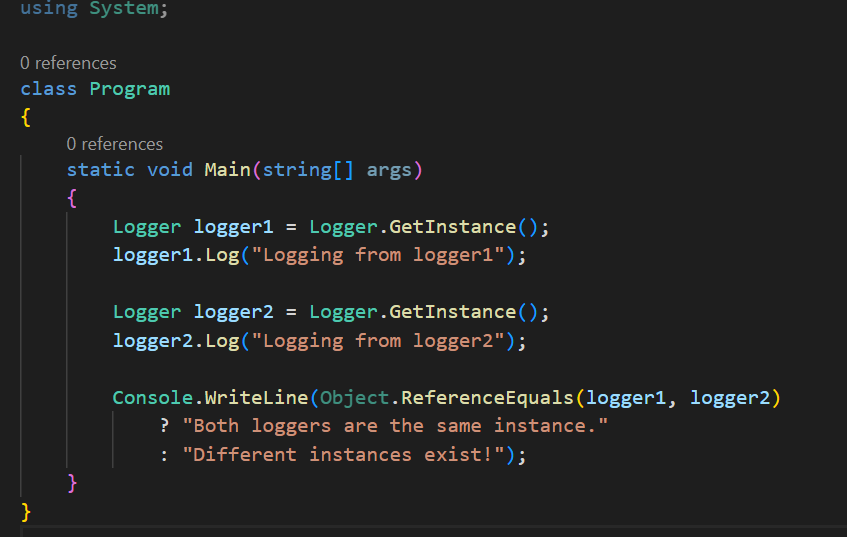 using System;
0 references
class Program
{
0 references
static void Main(string[] args)
{
Logger logger1 = Logger.GetInstance();
logger1.Log("Logging from logger1");
Logger logger2 = Logger.GetInstance();
logger2.Log("Logging from logger2");
Console.WriteLine(Object.ReferenceEquals(logger1, logger2)
? "Both loggers are the same instance."
: "Different instances exist!");
}
}